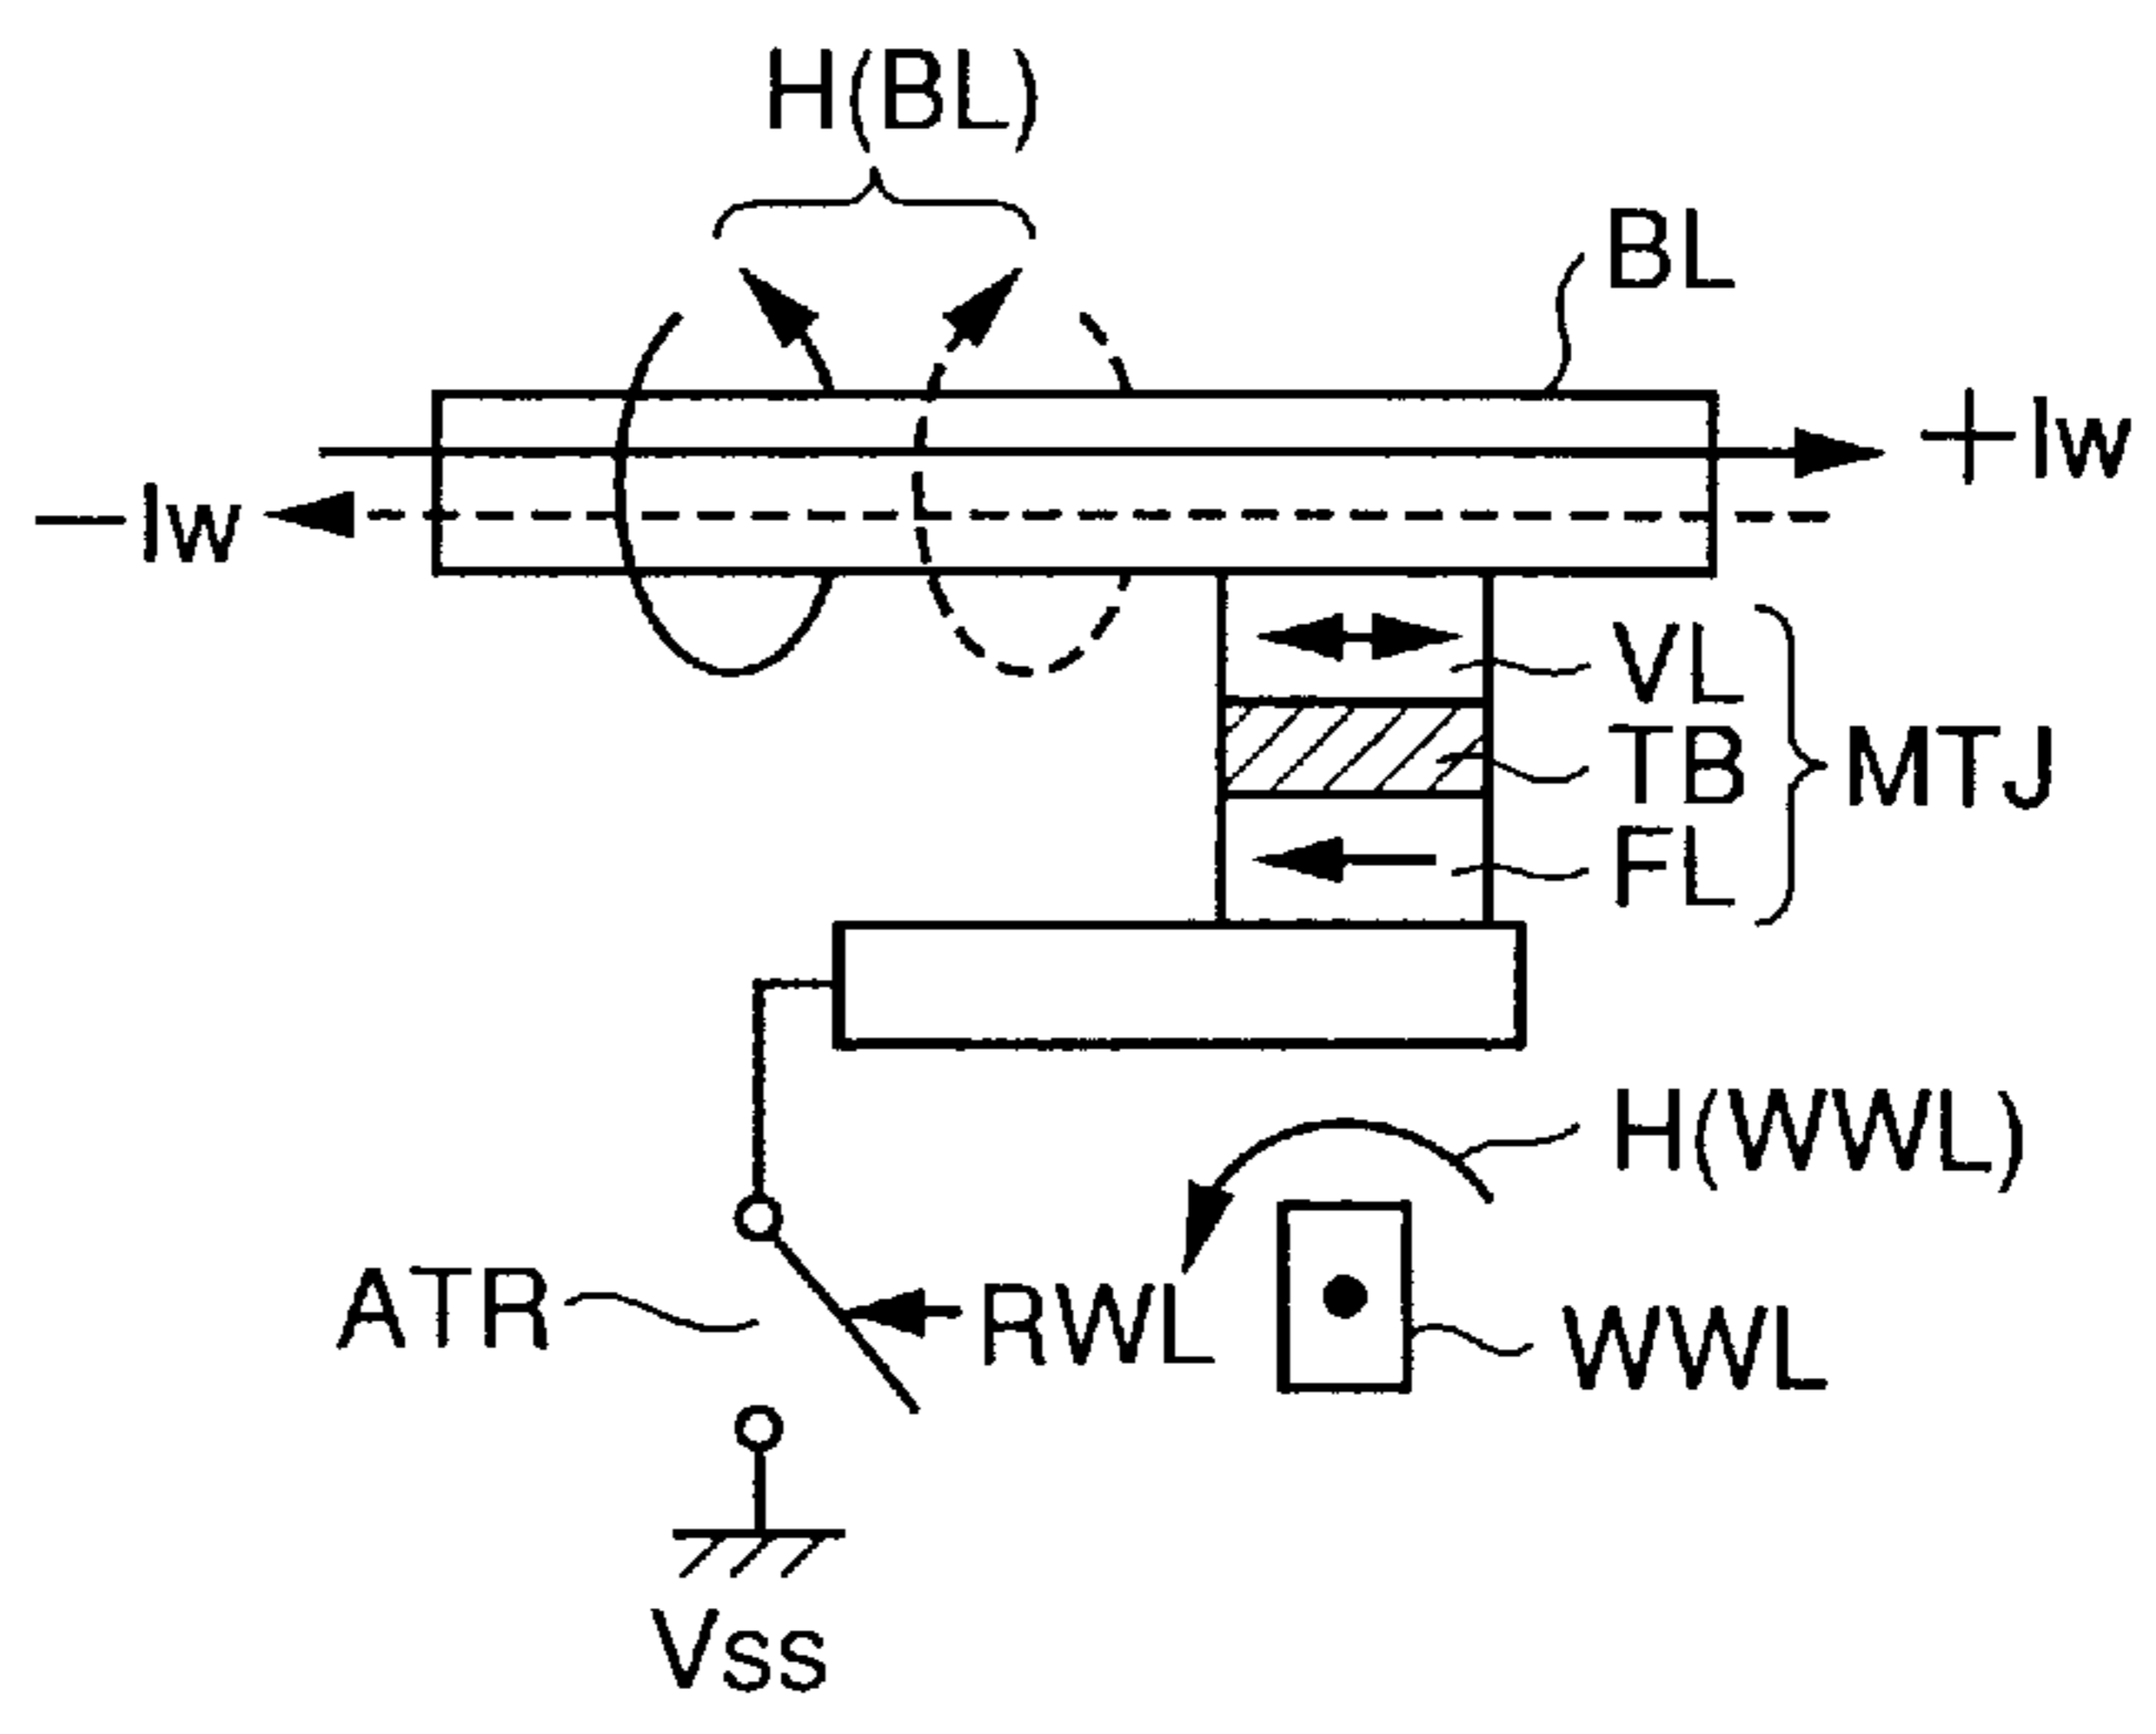 H(BL)
BL
+Iw
−Iw
VL
TB
MTJ
FL
H(WWL)
ATR
RWL
WWL
Vss